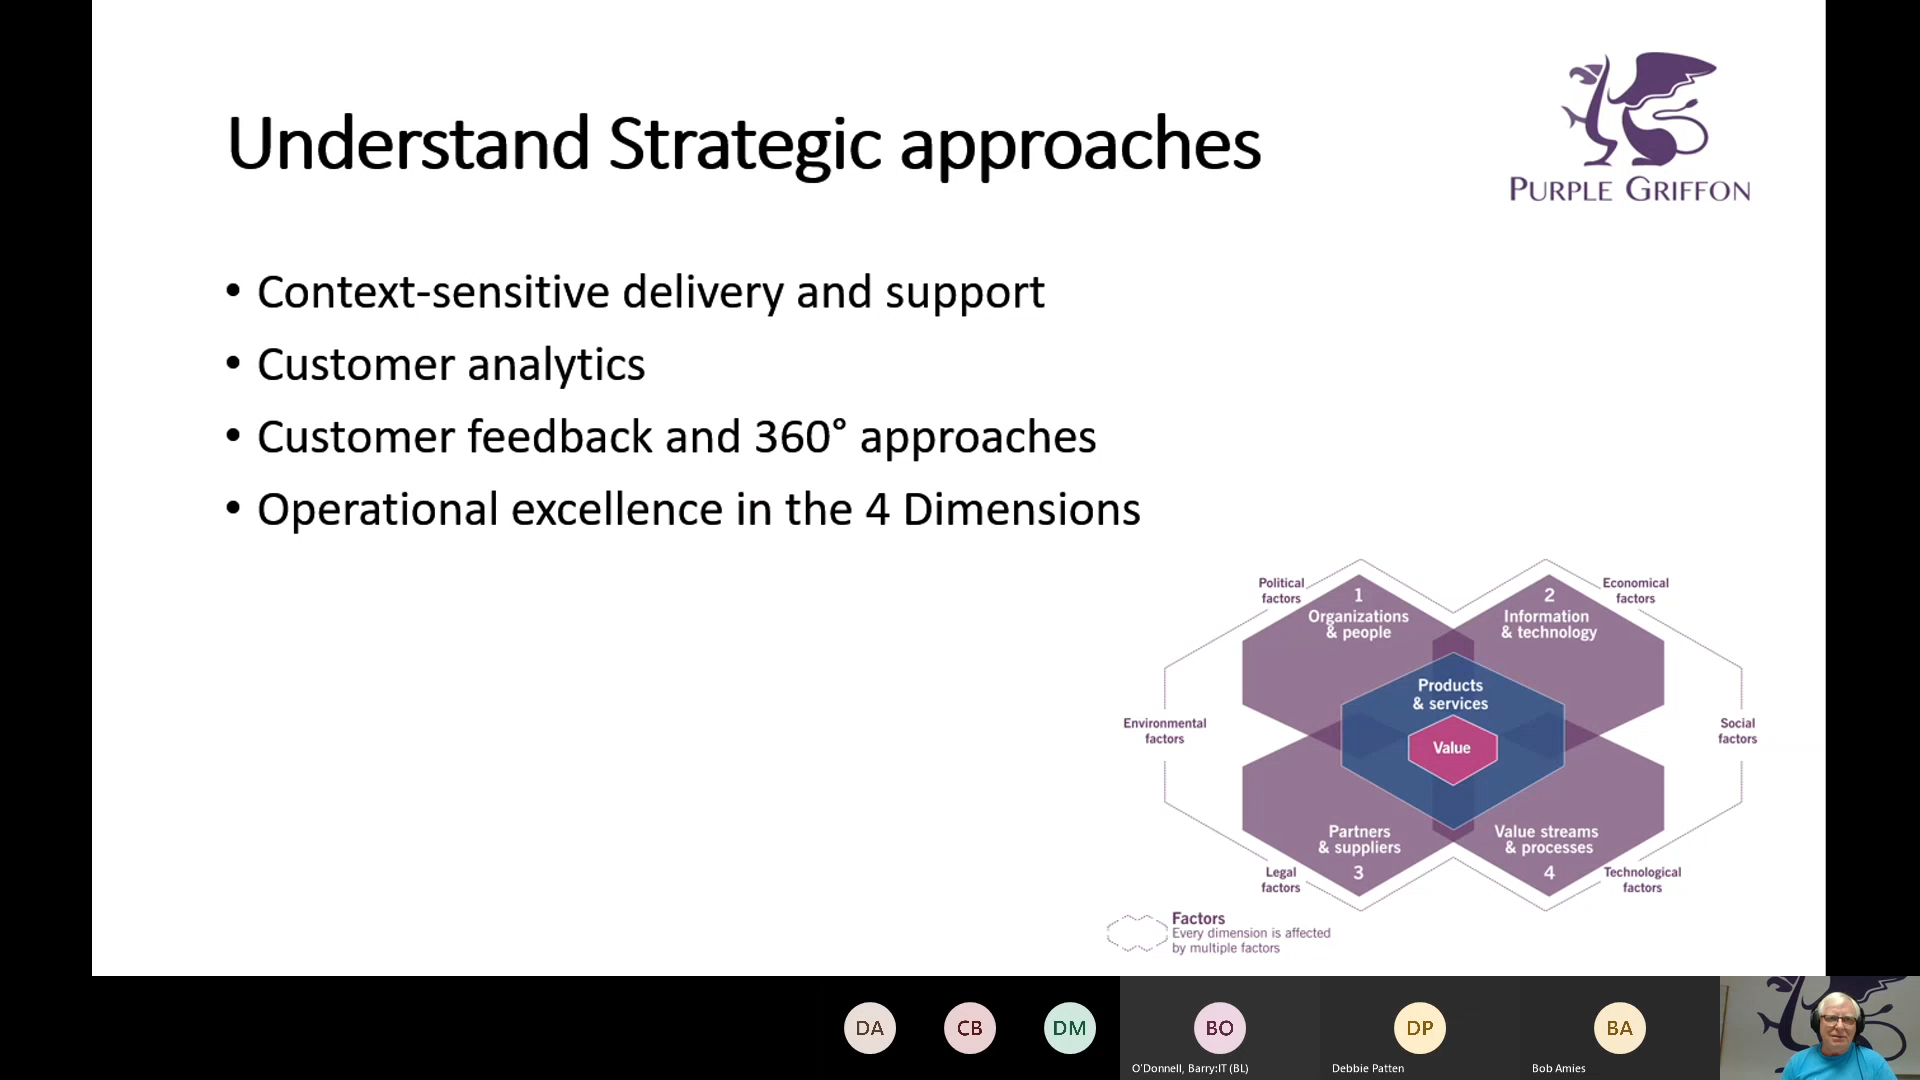 Understand Strategic approaches
PURPLE GRIFFON
• Context-sensitive delivery and support
• Customer analytics
• Customer feedback and 360° approaches
• Operational excellence in the 4 Dimensions
Political
factors
1
Organizations
& people
2
Information
& technology
Economical
factors
Environmental
factors
Products
& services
Value
Social
factors
Partners
& suppliers
3
Value streams
& processes
4
Legal
factors
Technological
factors
Factors
Every dimension is affected
by multiple factors
DA
CB
DM
BO
O'Donnell, Barry:IT (BL)
DP
Debbie Patten
BA
Bob Amies